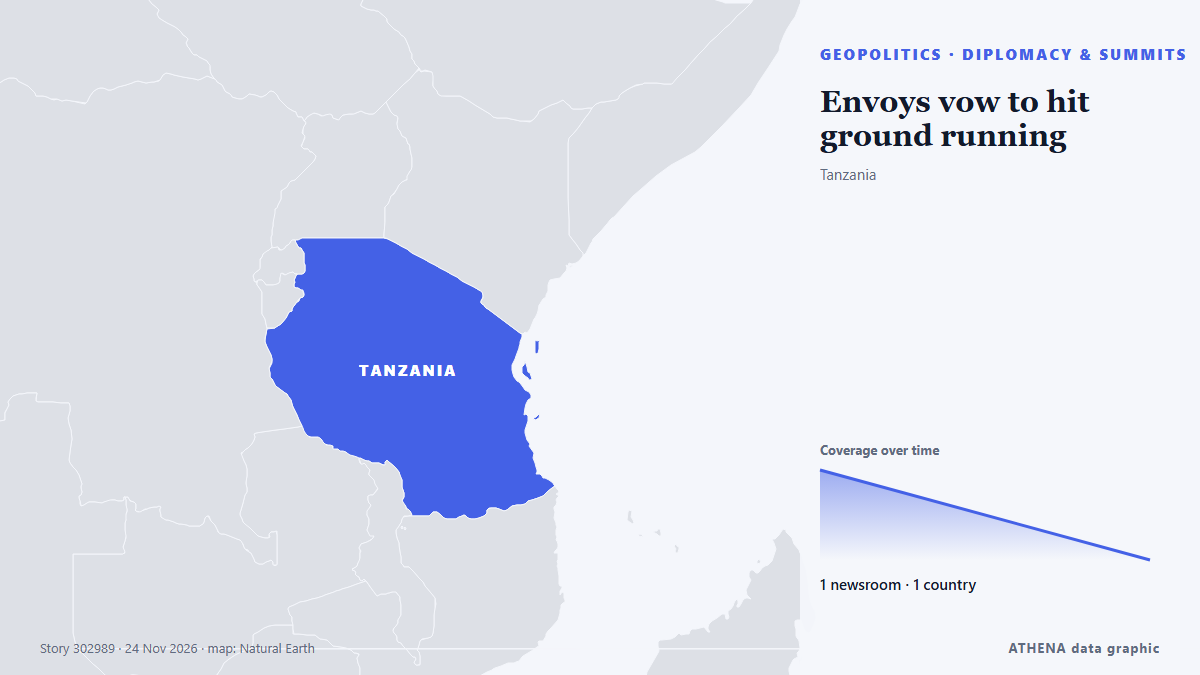 GEOPOLITICS · DIPLOMACY & SUMMITS
Envoys vow to hit
ground running
Tanzania
TANZANIA
Coverage over time
1 newsroom · 1 country
Story 302989 · 24 Nov 2026 · map: Natural Earth
ATHENA data graphic